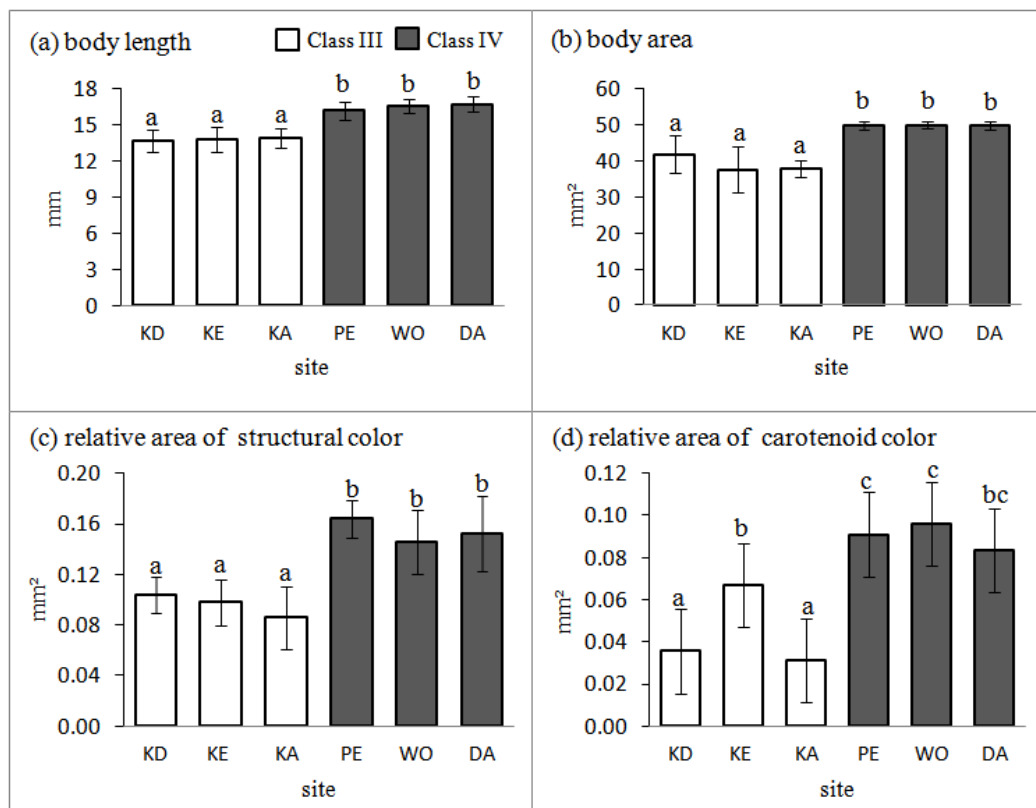 (a) body length
Class III Class IV
18
15
12
9
6
3
0
mm
a a a b b b
KD KE KA PE WO DA
site
(b) body area
60
50
40
30
20
10
0
mm²
a a a b b b
KD KE KA PE WO DA
site
(c) relative area of structural color
0.20
0.16
0.12
0.08
0.04
0.00
mm²
a a a b b b
KD KE KA PE WO DA
site
(d) relative area of carotenoid color
0.12
0.10
0.08
0.06
0.04
0.02
0.00
mm²
a b a c c bc
KD KE KA PE WO DA
site